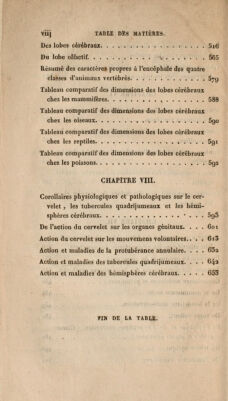 viij TABLE DES MATIÈRES.
Des lobes cérébraux. 526
Du lobe olfactif. 565
Résumé des caractères propres à l'encéphale des quatre
classes d'animaux vertébrés. 579
Tableau comparatif des dimensions des lobes cérébraux
chez les mammifères. 588
Tableau comparatif des dimensions des lobes cérébraux
chez les oiseaux. 590
Tableau comparatif des dimensions des lobes cérébraux
chez les reptiles. 591
Tableau comparatif des dimensions des lobes cérébraux
chez les poissons. 592
CHAPITRE VIII.
Corollaires physiologiques et pathologiques sur le cer-
velet, les tubercules quadrijumeaux et les hémi-
sphères cérébraux. 593
De l'action du cervelet sur les organes génitaux. 601
Action du cervelet sur les mouvemens volontaires. 613
Action et maladies de la protubérance annulaire. 632
Action et maladies des tubercules quadrijumeaux. 642
Action et maladies des hémisphères cérébraux. 653
FIN DE LA TABLE.